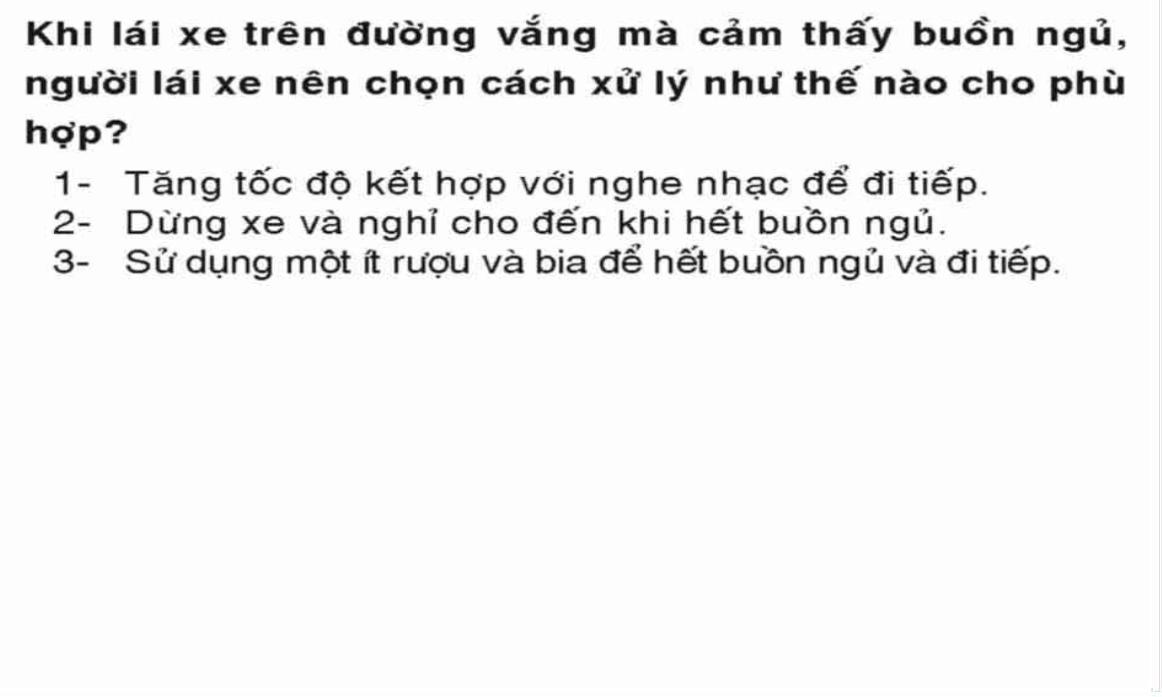 Khi lái xe trên đường vắng mà cảm thấy buồn ngủ,
người lái xe nên chọn cách xử lý như thế nào cho phù
hợp?
1- Tăng tốc độ kết hợp với nghe nhạc để đi tiếp.
2- Dừng xe và nghỉ cho đến khi hết buồn ngủ.
3- Sử dụng một ít rượu và bia để hết buồn ngủ và đi tiếp.